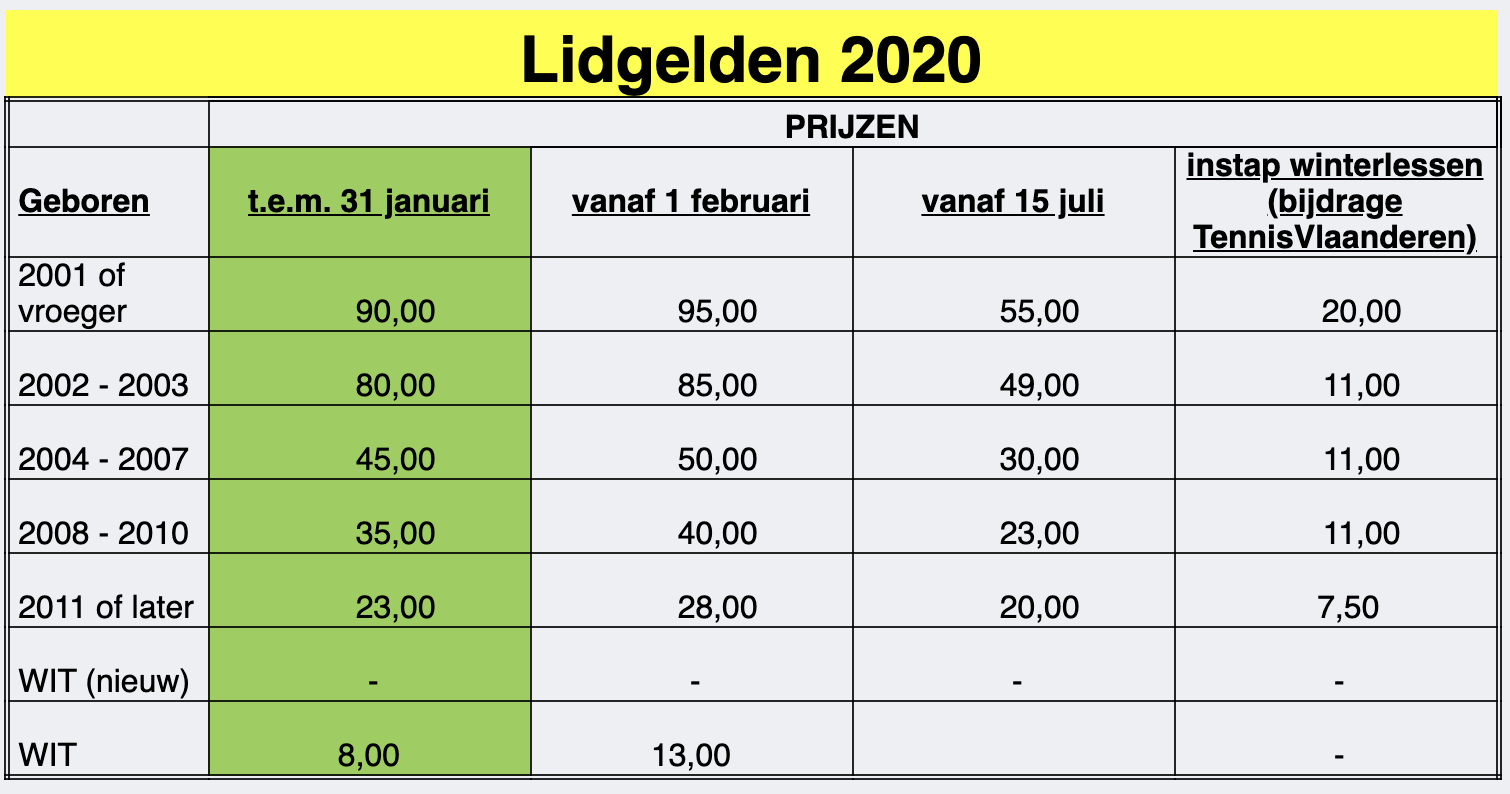 Lidgelden 2020
PRIJZEN
Geboren t.e.m. 31 januari vanaf 1 februari vanaf 15 juli instap winterlessen
(bijdrage
TennisVlaanderen)
2001 of
vroeger 90,00 95,00 55,00 20,00
2002 - 2003 80,00 85,00 49,00 11,00
2004 - 2007 45,00 50,00 30,00 11,00
2008 - 2010 35,00 40,00 23,00 11,00
2011 of later 23,00 28,00 20,00 7,50
WIT (nieuw) - - - -
WIT 8,00 13,00 -